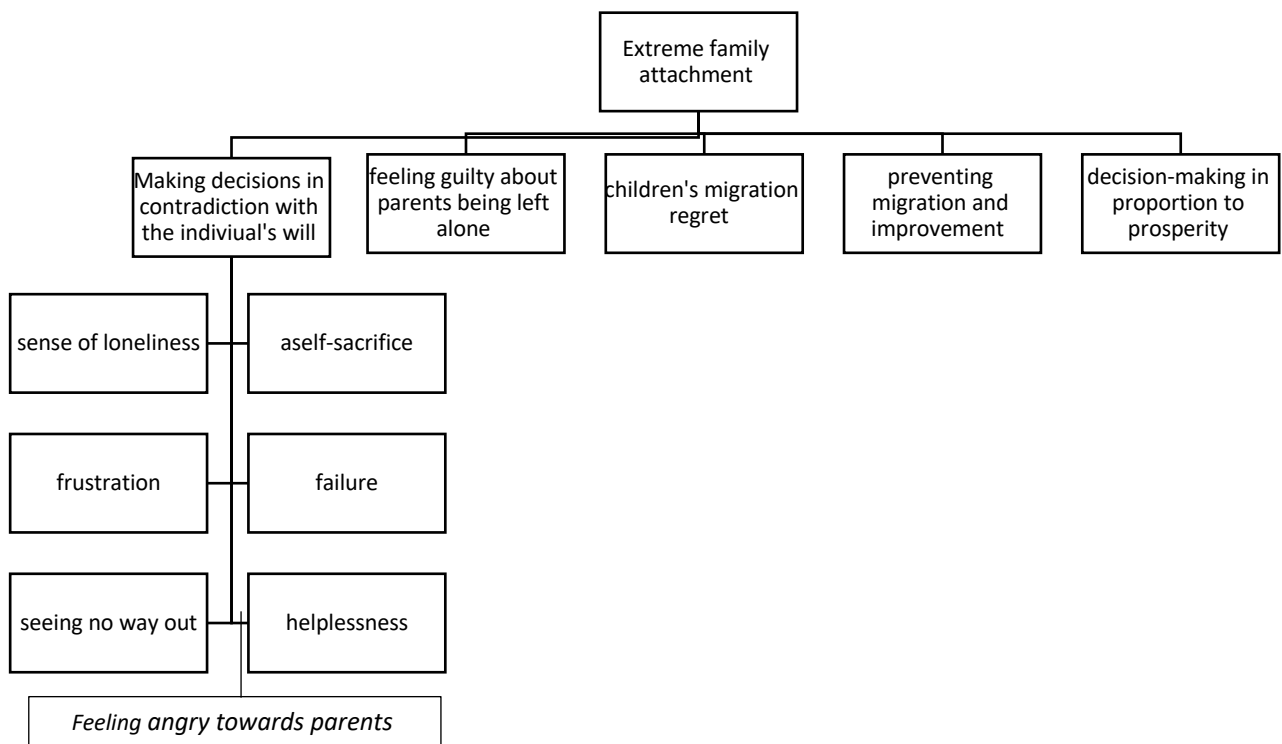 Extreme family
attachment
Making decisions in
contradiction with
the indiviual's will
feeling guilty about
parents being left
alone
children's migration
regret
preventing
migration and
improvement
decision-making in
proportion to
prosperity
sense of loneliness
aself-sacrifice
frustration
failure
seeing no way out
helplessness
Feeling angry towards parents